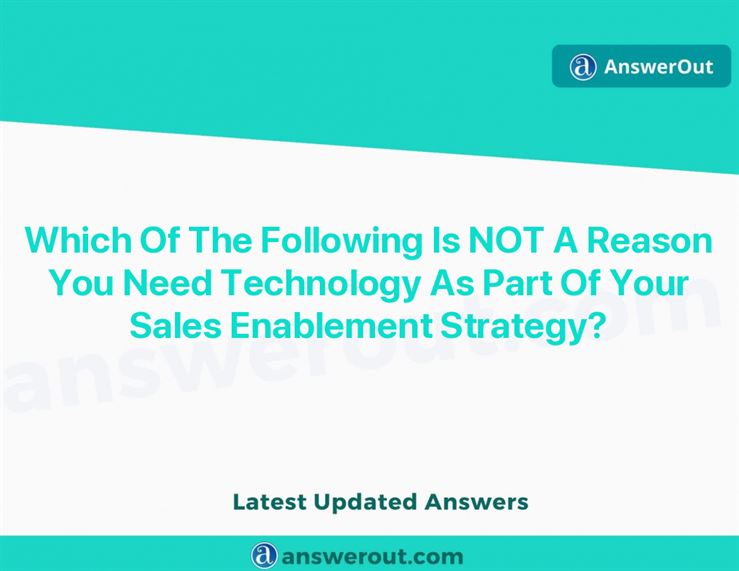 AnswerOut
Which Of The Following Is NOT A Reason
You Need Technology As Part Of Your
Sales Enablement Strategy?
answerout.com
Latest Updated Answers
answerout.com